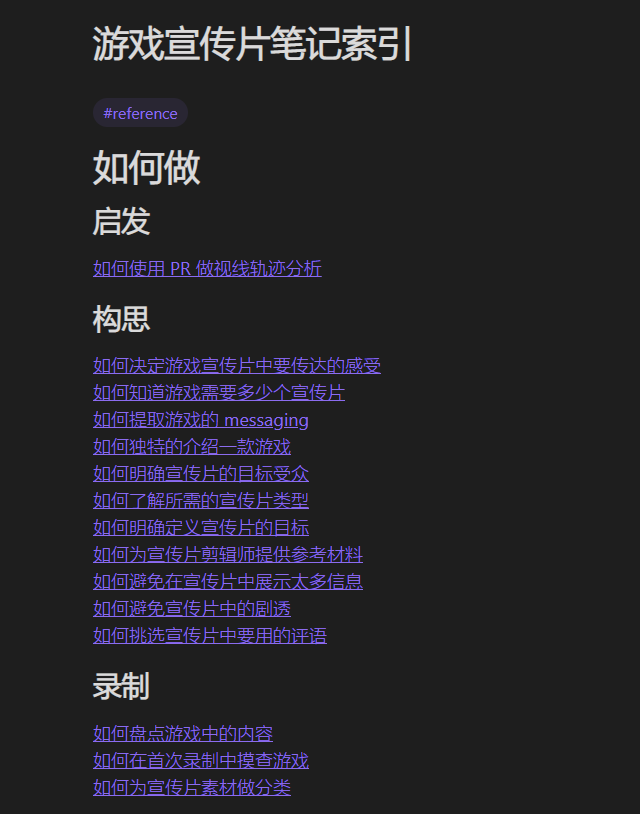 游戏宣传片笔记索引
#reference
如何做
启发
如何使用 PR 做视线轨迹分析
构思
如何决定游戏宣传片中要传达的感受
如何知道游戏需要多少个宣传片
如何提取游戏的 messaging
如何独特的介绍一款游戏
如何明确宣传片的目标受众
如何了解所需的宣传片类型
如何明确定义宣传片的目标
如何为宣传片剪辑师提供参考材料
如何避免在宣传片中展示太多信息
如何避免宣传片中的剧透
如何挑选宣传片中要用的评语
录制
如何盘点游戏中的内容
如何在首次录制中摸查游戏
如何为宣传片素材做分类